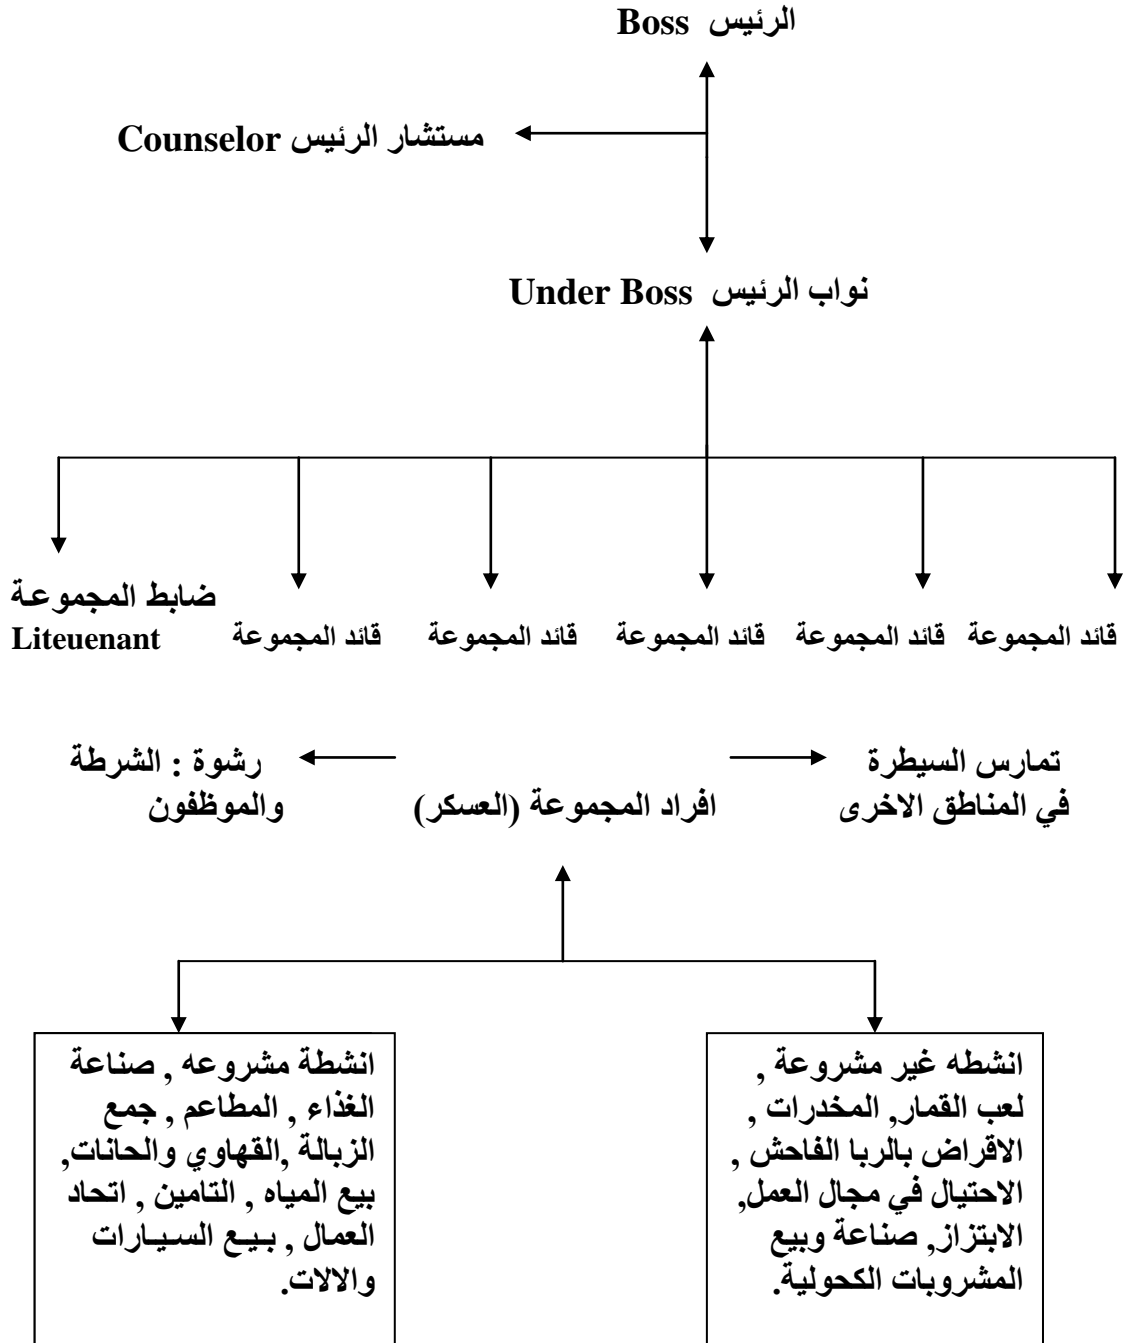 الرئيس Boss
مستشار الرئيس Counselor
نواب الرئيس Under Boss
ضابط المجموعة
Liteuenant
قائد المجموعة
قائد المجموعة
قائد المجموعة
قائد المجموعة
قائد المجموعة
تمارس السيطرة
في المناطق الاخرى
افراد المجموعة (العسكر)
رشوة : الشرطة
والموظفون
انشطه غير مشروعة ,
لعب القمار, المخدرات ,
الاقراض بالربا الفاحش ,
الاحتيال في مجال العمل,
الابتزاز, صناعة وبيع
المشروبات الكحولية.
انشطة مشروعه , صناعة
الغذاء , المطاعم , جمع
الزبالة ,القهاوي والحانات,
بيع المياه , التامين , اتحاد
العمال , بيع السيارات
والالات.